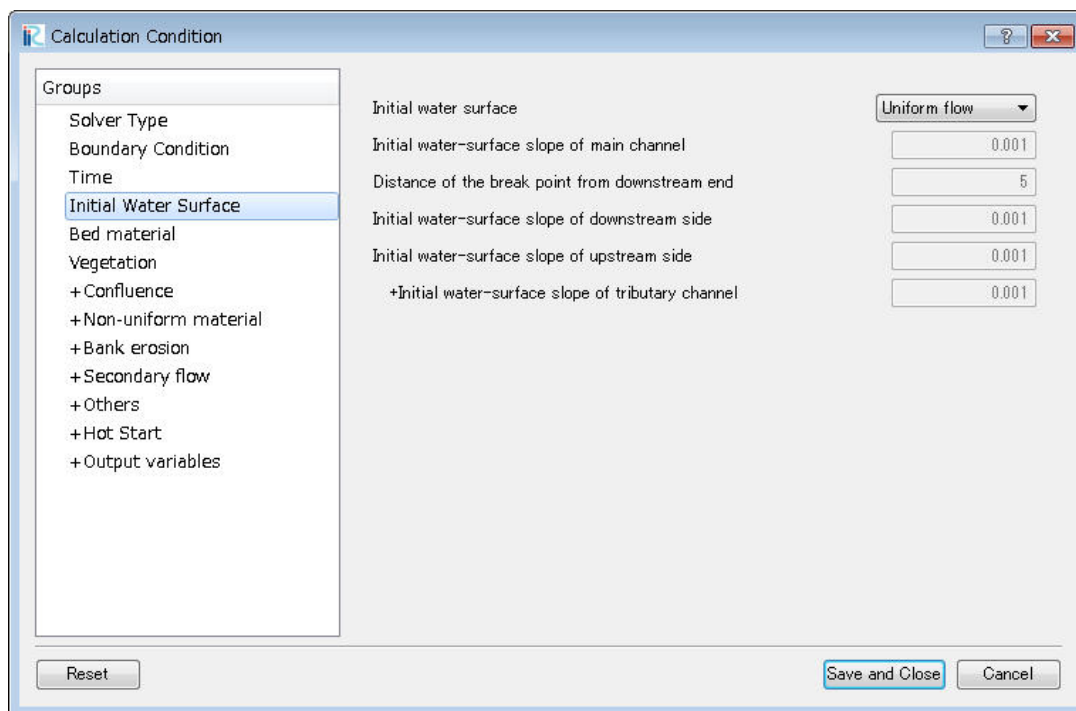 Calculation Condition
Groups
Solver Type
Boundary Condition
Time
Initial Water Surface
Bed material
Vegetation
+Confluence
+Non-uniform material
+Bank erosion
+Secondary flow
+Others
+Hot Start
+Output variables
Initial water surface Uniform flow
Initial water-surface slope of main channel 0.001
Distance of the break point from downstream end 5
Initial water-surface slope of downstream side 0.001
Initial water-surface slope of upstream side 0.001
+Initial water-surface slope of tributary channel 0.001
Reset Save and Close Cancel